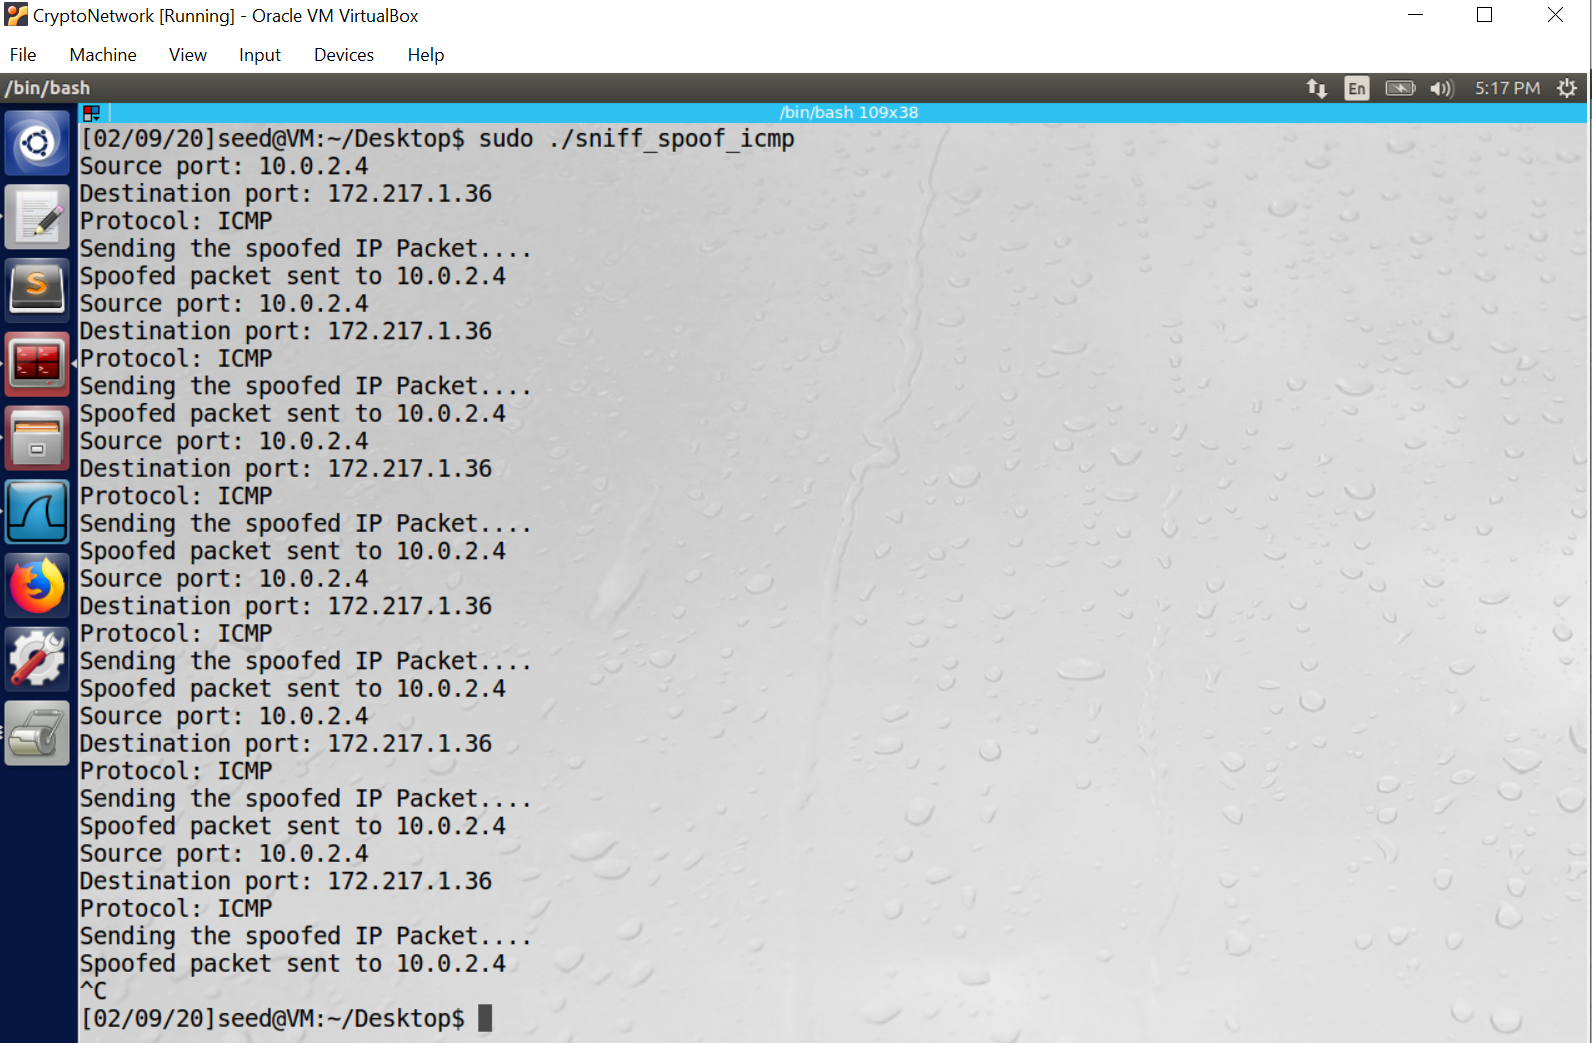 CryptoNetwork [Running] - Oracle VM VirtualBox
File Machine View Input Devices Help
/bin/bash En 5:17 PM
/bin/bash 109x38
[02/09/20]seed@VM:~/Desktop$ sudo ./sniff_spoof_icmp
Source port: 10.0.2.4
Destination port: 172.217.1.36
Protocol: ICMP
Sending the spoofed IP Packet....
Spoofed packet sent to 10.0.2.4
Source port: 10.0.2.4
Destination port: 172.217.1.36
Protocol: ICMP
Sending the spoofed IP Packet....
Spoofed packet sent to 10.0.2.4
Source port: 10.0.2.4
Destination port: 172.217.1.36
Protocol: ICMP
Sending the spoofed IP Packet....
Spoofed packet sent to 10.0.2.4
Source port: 10.0.2.4
Destination port: 172.217.1.36
Protocol: ICMP
Sending the spoofed IP Packet....
Spoofed packet sent to 10.0.2.4
Source port: 10.0.2.4
Destination port: 172.217.1.36
Protocol: ICMP
Sending the spoofed IP Packet....
Spoofed packet sent to 10.0.2.4
Source port: 10.0.2.4
Destination port: 172.217.1.36
Protocol: ICMP
Sending the spoofed IP Packet....
Spoofed packet sent to 10.0.2.4
^C
[02/09/20]seed@VM:~/Desktop$